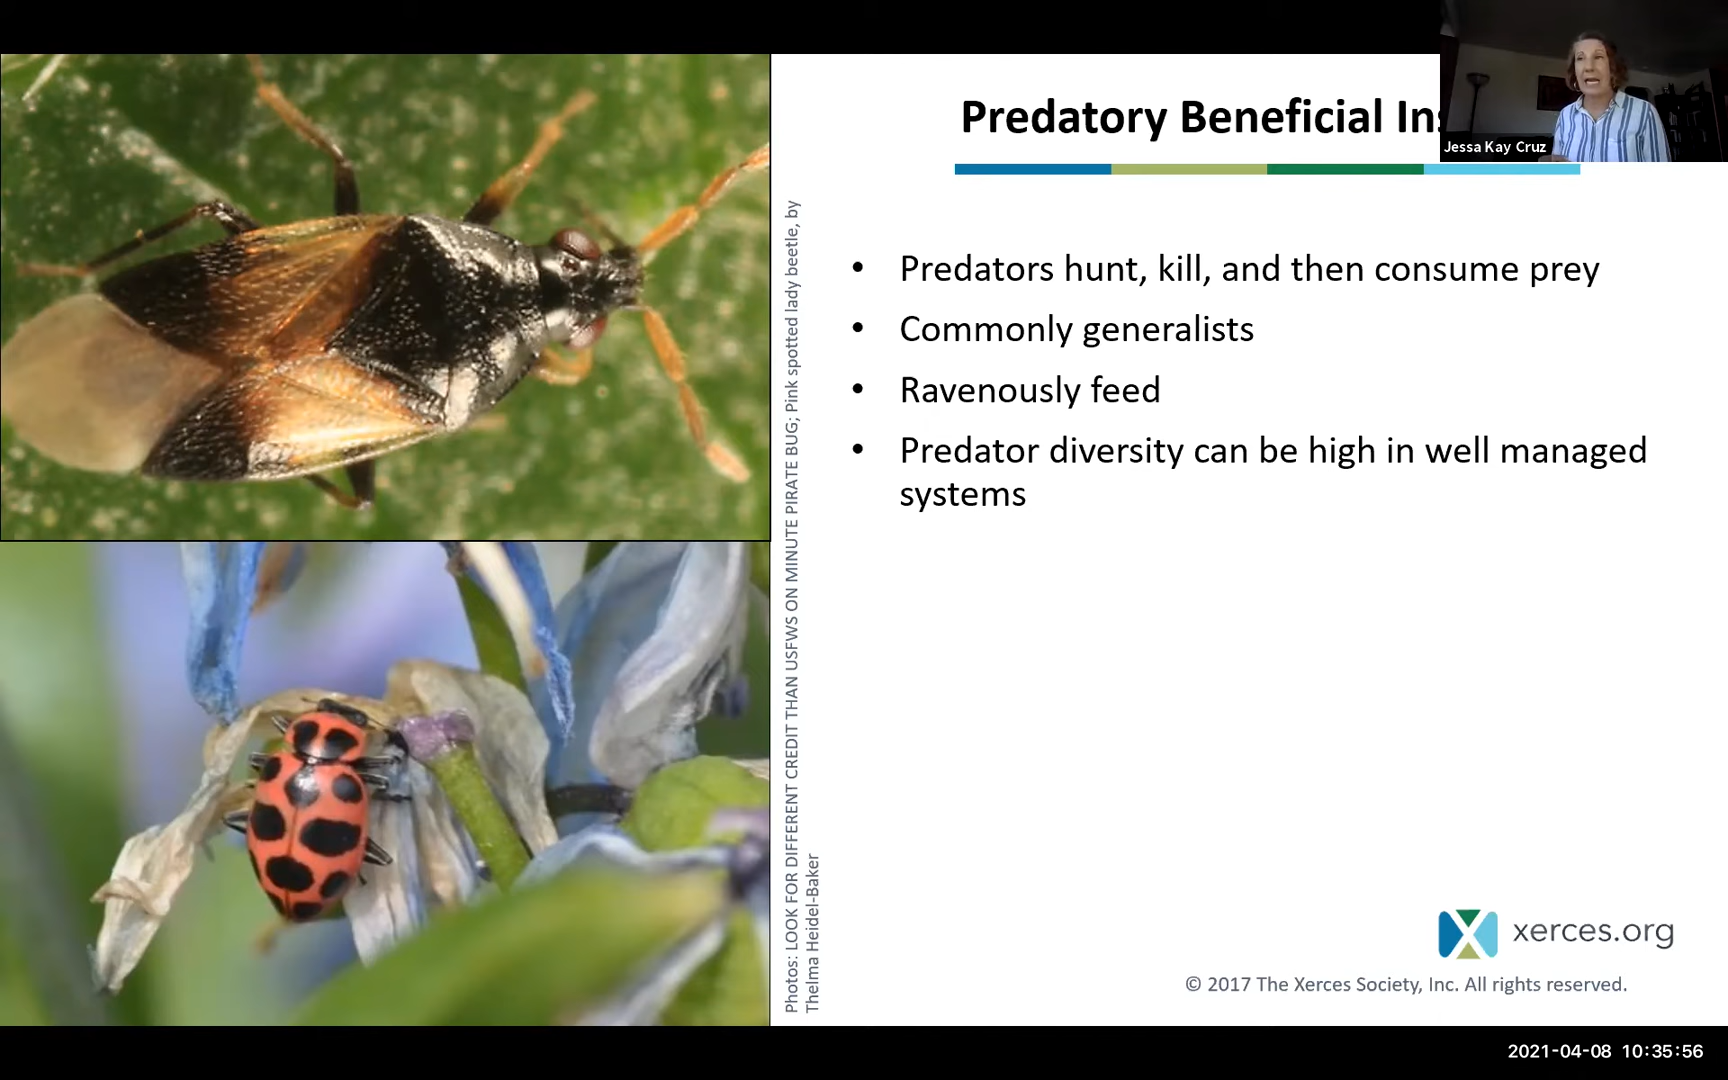 Predatory Beneficial Ins
Jessa Kay Cruz
• Predators hunt, kill, and then consume prey
• Commonly generalists
• Ravenously feed
• Predator diversity can be high in well managed
systems
Photos: LOOK FOR DIFFERENT CREDIT THAN USFWS ON MINUTE PIRATE BUG; Pink spotted lady beetle, by
Thelma Heidel-Baker
xerces.org
© 2017 The Xerces Society, Inc. All rights reserved.
2021-04-08 10:35:56